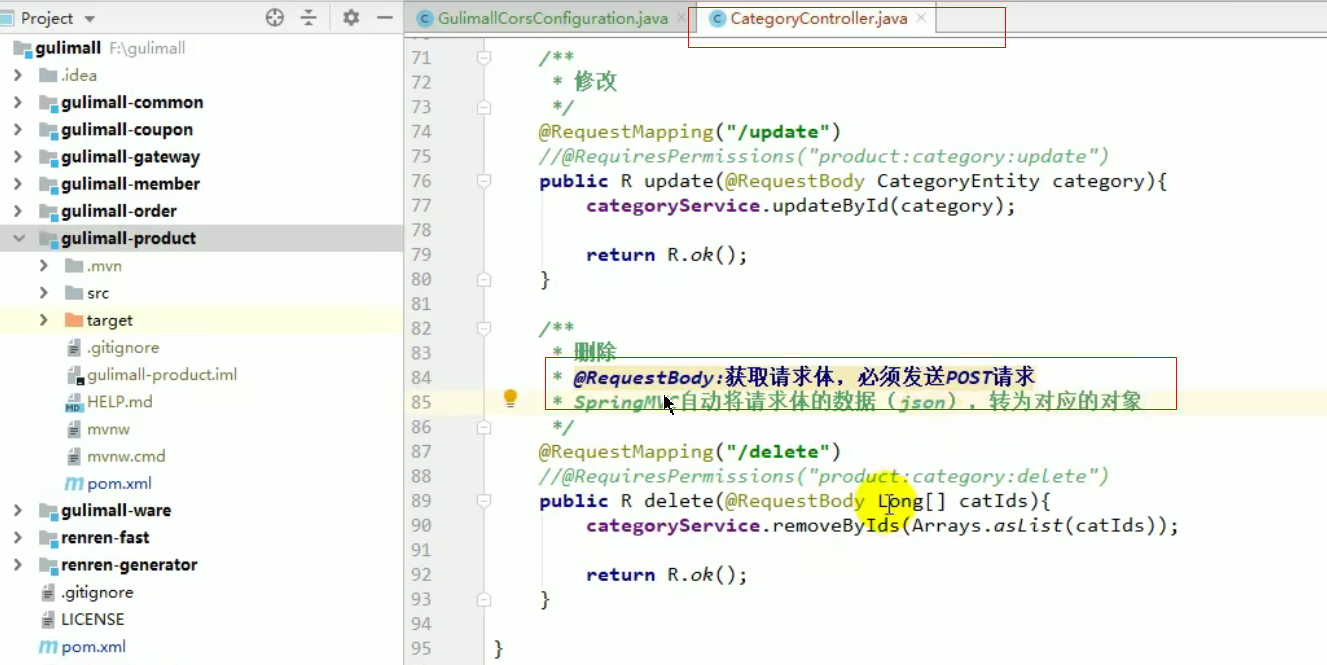 Project
gulimall F:\gulimall
.idea
gulimall-common
gulimall-coupon
gulimall-gateway
gulimall-member
gulimall-order
gulimall-product
.mvn
src
target
.gitignore
gulimall-product.iml
HELP.md
mvnw
mvnw.cmd
pom.xml
gulimall-ware
renren-fast
renren-generator
.gitignore
LICENSE
pom.xml
GulimallCorsConfiguration.java
CategoryController.java
71 /**
72 * 修改
73 */
74 @RequestMapping("/update")
75 //@RequiresPermissions("product:category:update")
76 public R update(@RequestBody CategoryEntity category){
77 categoryService.updateById(category);
78
79 return R.ok();
80 }
81
82 /**
83 * 删除
84 * @RequestBody:获取请求体，必须发送POST请求
85 * SpringMVC自动将请求体的数据（json），转为对应的对象
86 */
87 @RequestMapping("/delete")
88 //@RequiresPermissions("product:category:delete")
89 public R delete(@RequestBody Long[] catIds){
90 categoryService.removeByIds(Arrays.asList(catIds));
91
92 return R.ok();
93 }
94
95 }